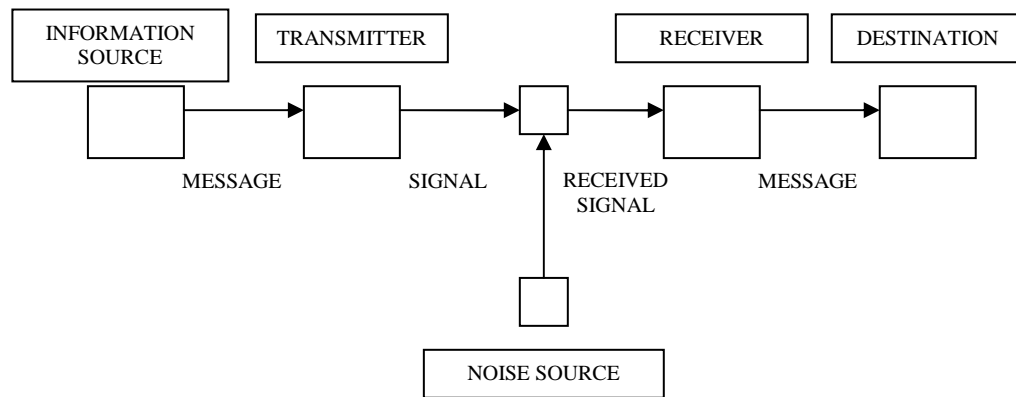 INFORMATION
SOURCE
TRANSMITTER
RECEIVER
DESTINATION
MESSAGE
SIGNAL
RECEIVED
SIGNAL
MESSAGE
NOISE SOURCE